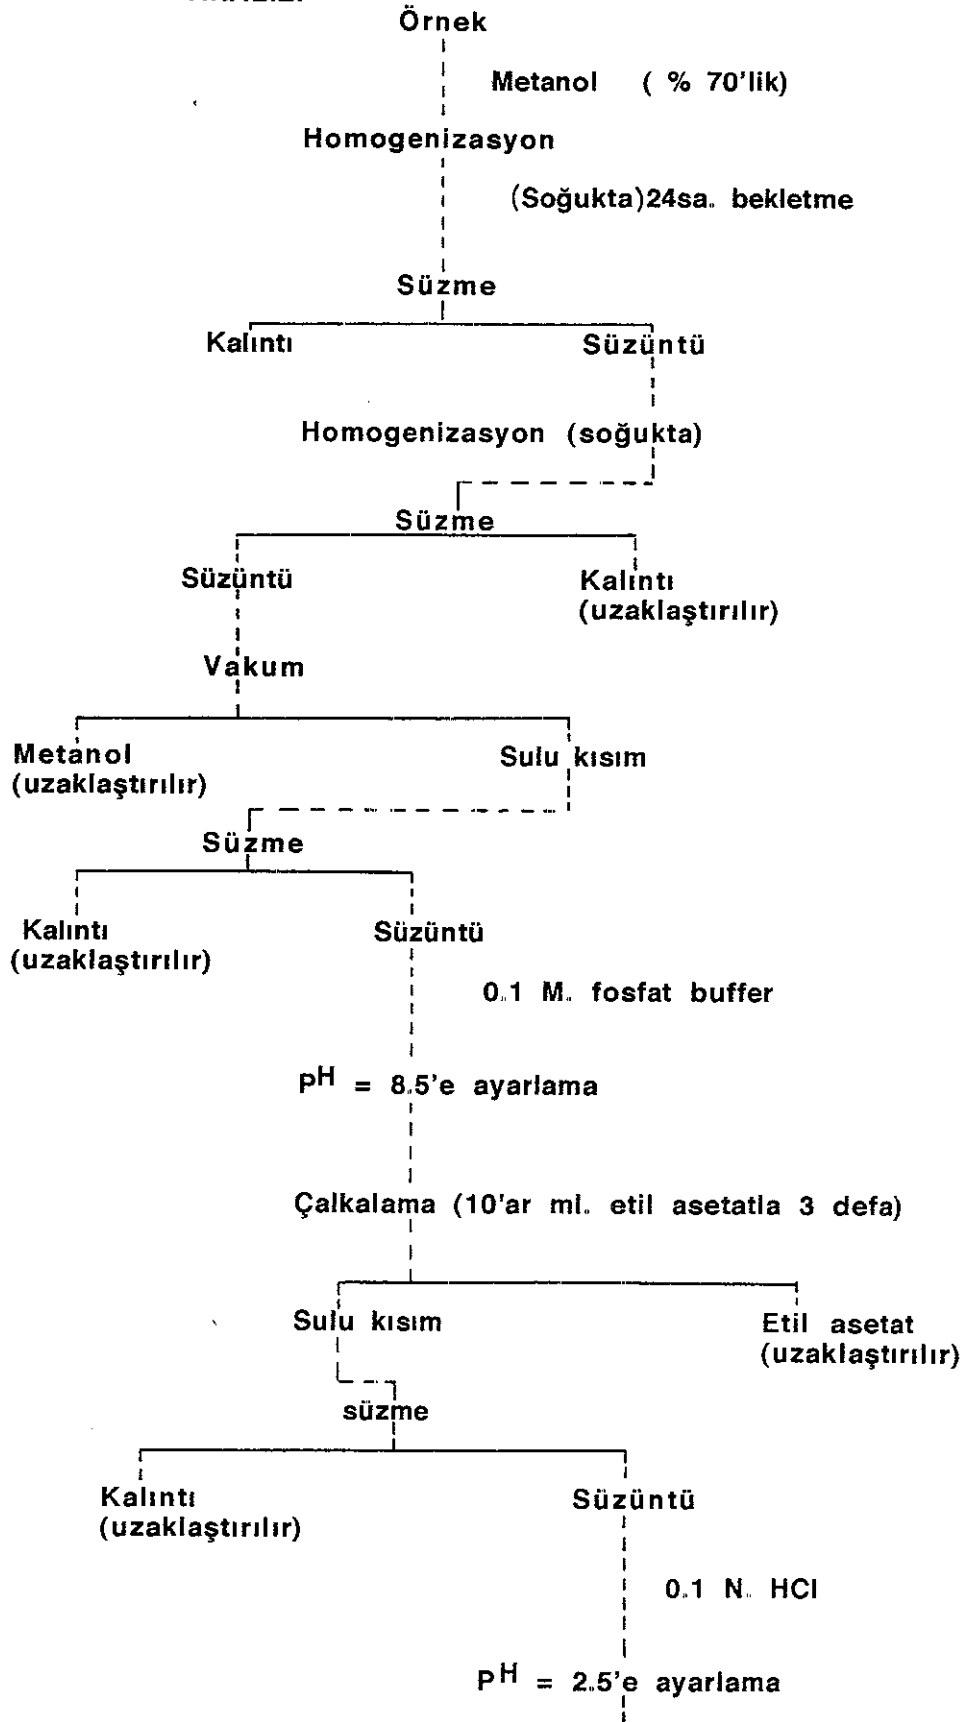 Örnek
Metanol ( % 70'lik)
Homogenizasyon
(Soğukta)24sa. bekletme
Süzme
Kalıntı Süzüntü
Homogenizasyon (soğukta)
Süzme
Süzüntü Kalıntı
(uzaklaştırılır)
Vakum
Metanol Sulu kısım
(uzaklaştırılır)
Süzme
Kalıntı Süzüntü
(uzaklaştırılır)
0.1 M. fosfat buffer
pH = 8.5'e ayarlama
Çalkalama (10'ar ml. etil asetatla 3 defa)
Sulu kısım Etil asetat
(uzaklaştırılır)
süzme
Kalıntı Süzüntü
(uzaklaştırılır)
0.1 N. HCl
PH = 2.5'e ayarlama